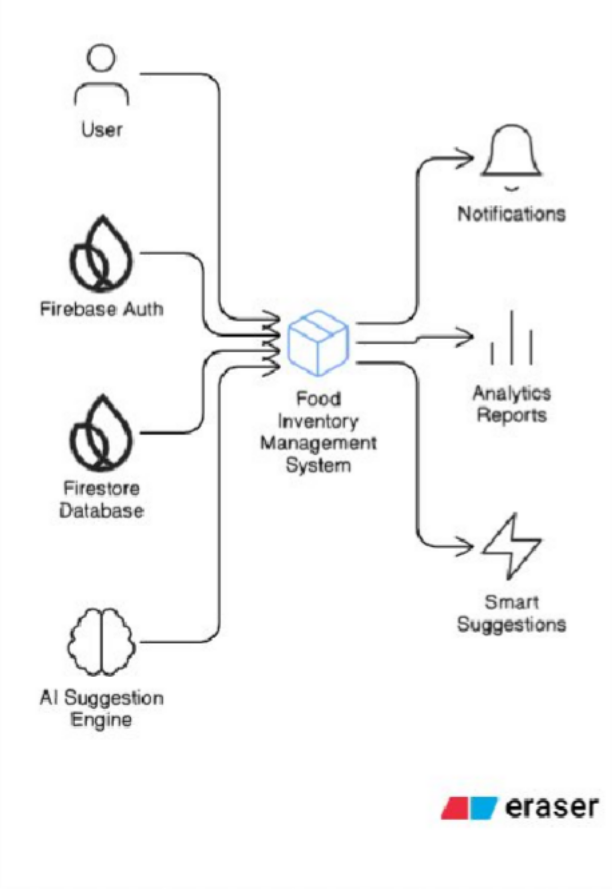 User
Notifications
Firebase Auth
Food
Inventory
Management
System
Analytics
Reports
Firestore
Database
Smart
Suggestions
AI Suggestion
Engine
eraser